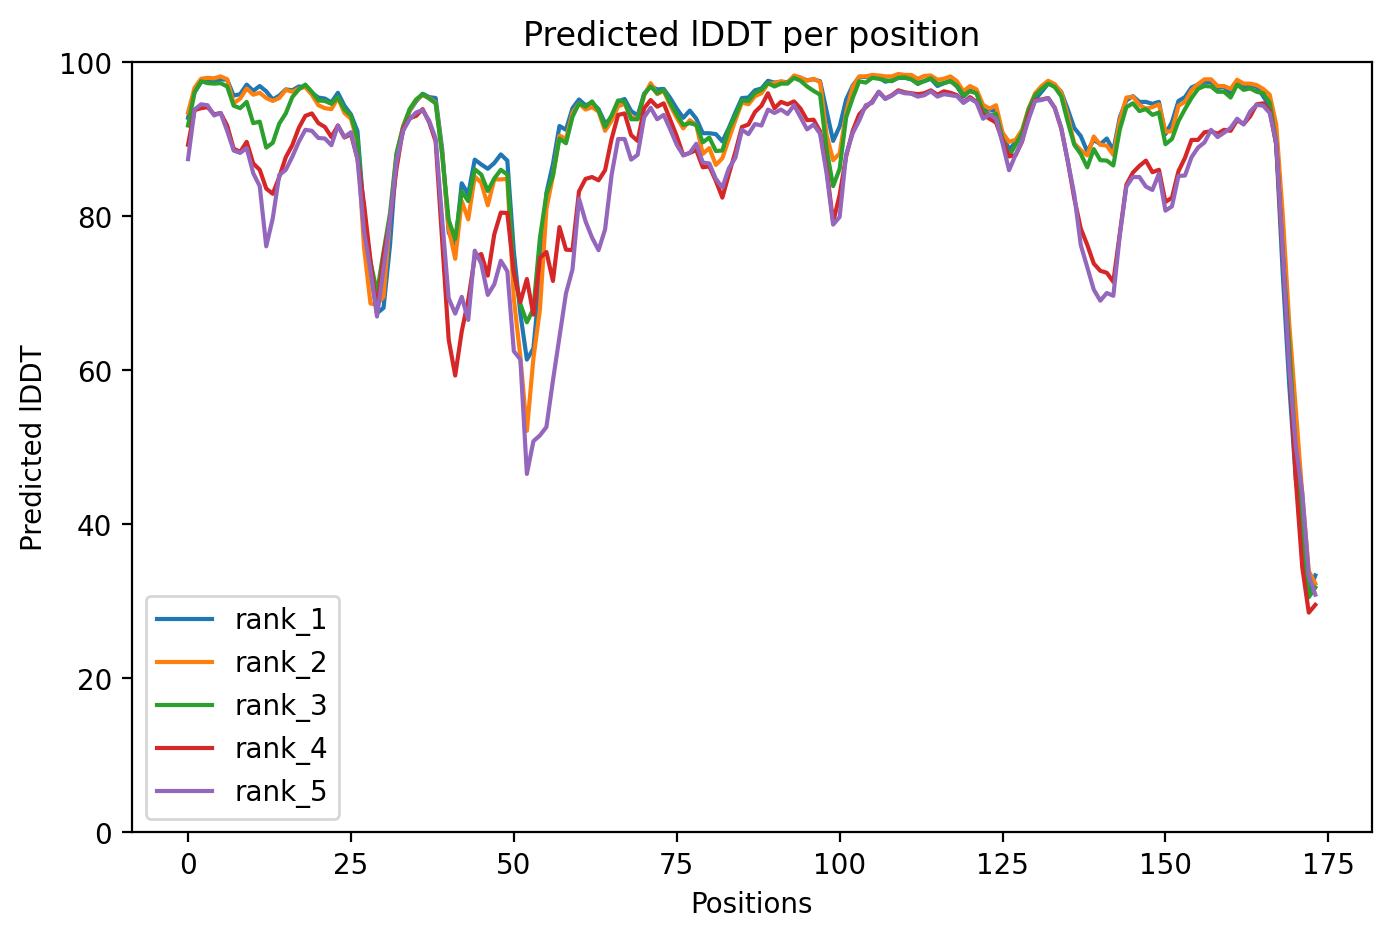 Predicted lDDT per position
100
80
60
40
20
0
Predicted lDDT
rank_1
rank_2
rank_3
rank_4
rank_5
0 25 50 75 100 125 150 175
Positions